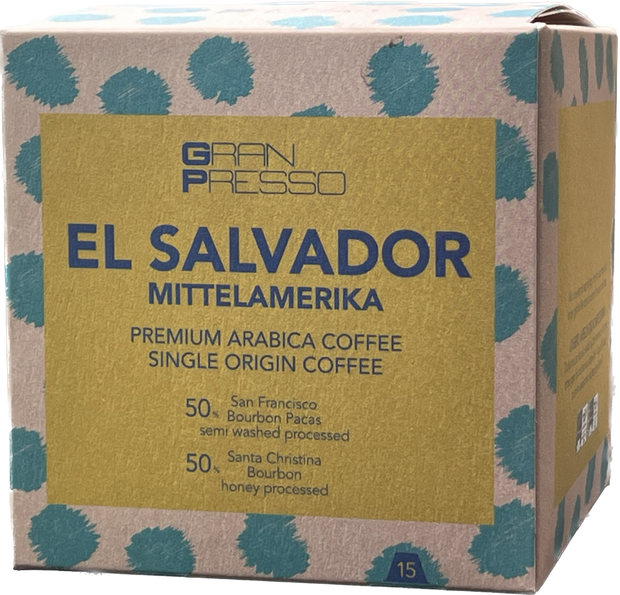 GRAN
PRESSO
EL SALVADOR
MITTELAMERIKA
PREMIUM ARABICA COFFEE
SINGLE ORIGIN COFFEE
50% San Francisco
Bourbon Pacas
semi washed processed
50% Santa Christina
Bourbon
honey processed
15